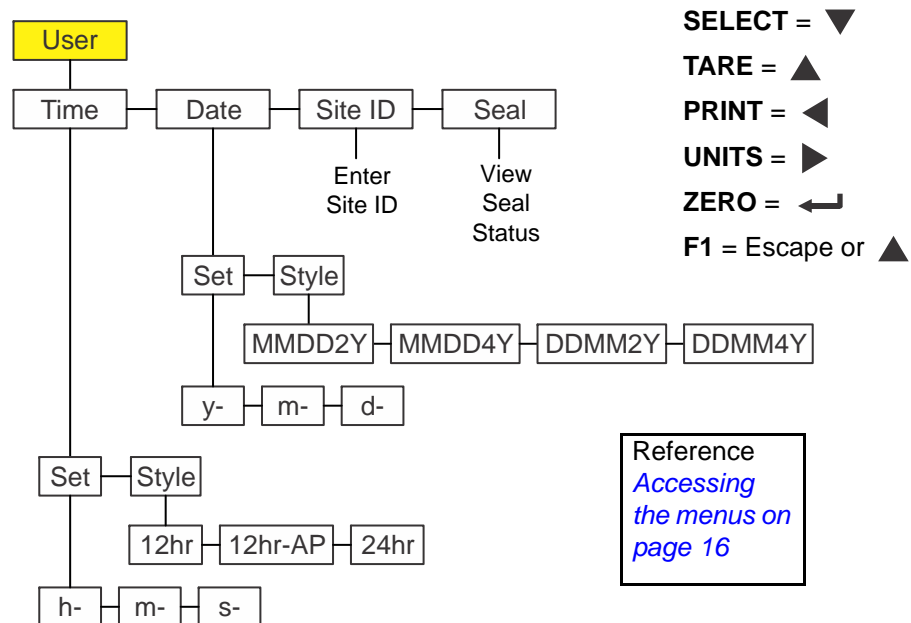 User
Time
Date
Site ID
Seal
Enter
Site ID
View
Seal
Status
Set
Style
MMDD2Y
MMDD4Y
DDMM2Y
DDMM4Y
y-
m-
d-
Set
Style
12hr
12hr-AP
24hr
h-
m-
s-
SELECT = ▼
TARE = ▲
PRINT = ◀
UNITS = ▶
ZERO = ↵
F1 = Escape or ▲
Reference
Accessing
the menus on
page 16